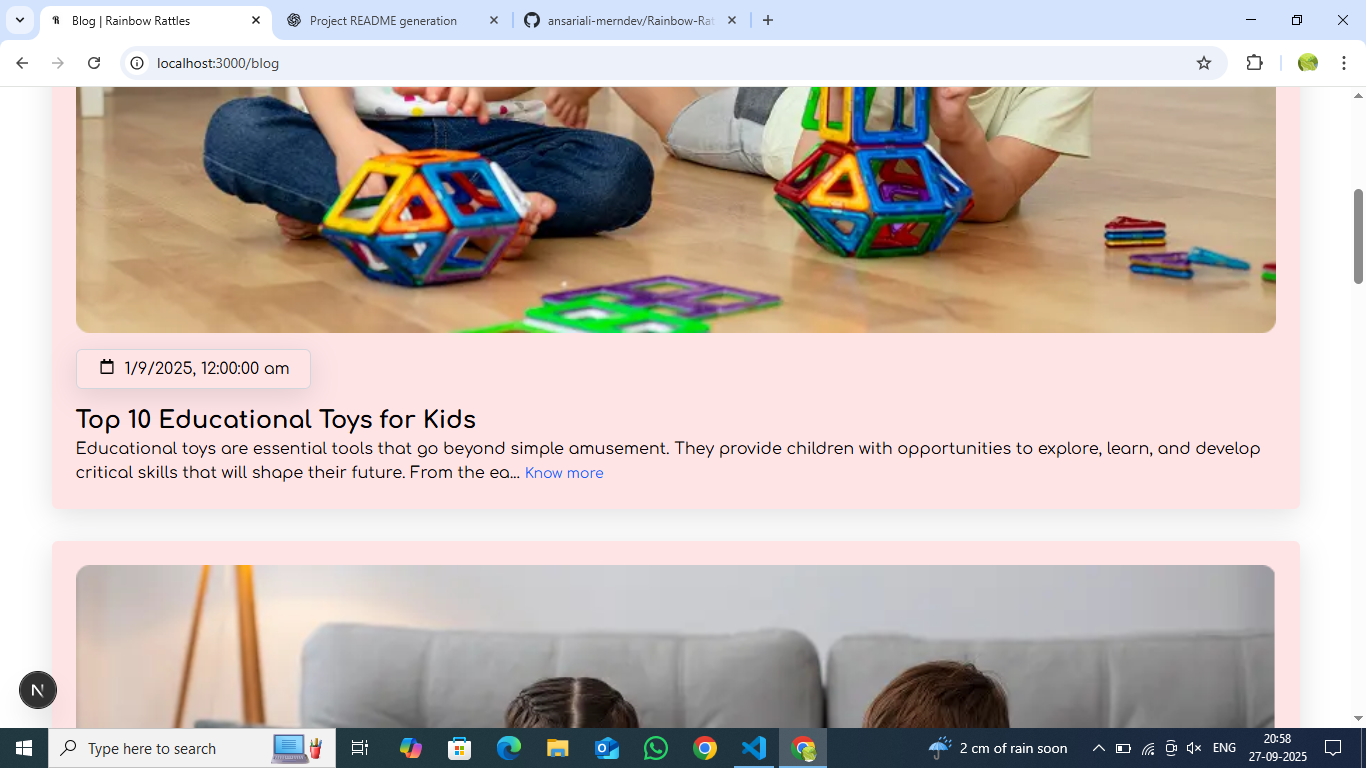 Blog | Rainbow Rattles
Project README generation
ansariali-merndev/Rainbow-Rat
localhost:3000/blog
1/9/2025, 12:00:00 am
Top 10 Educational Toys for Kids
Educational toys are essential tools that go beyond simple amusement. They provide children with opportunities to explore, learn, and develop
critical skills that will shape their future. From the ea... Know more
N
Type here to search
2 cm of rain soon
ENG
20:58
27-09-2025